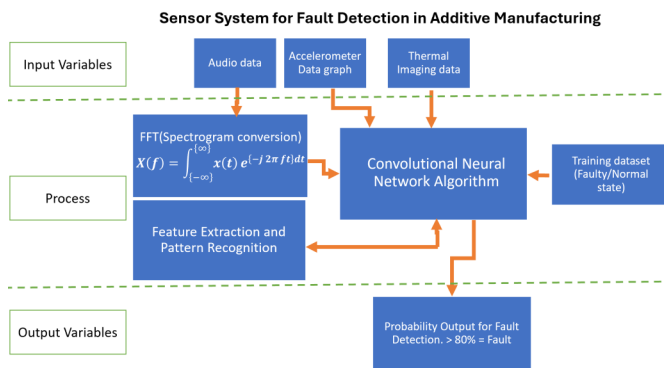 Sensor System for Fault Detection in Additive Manufacturing
Input Variables
Audio data
Accelerometer
Data graph
Thermal
Imaging data
FFT(Spectrogram conversion)
X(f) = ∫_{−∞}^{∞} x(t) e^{−j 2π ft}dt
Convolutional Neural
Network Algorithm
Training dataset
(Faulty/Normal
state)
Process
Feature Extraction and
Pattern Recognition
Output Variables
Probability Output for Fault
Detection. > 80% = Fault